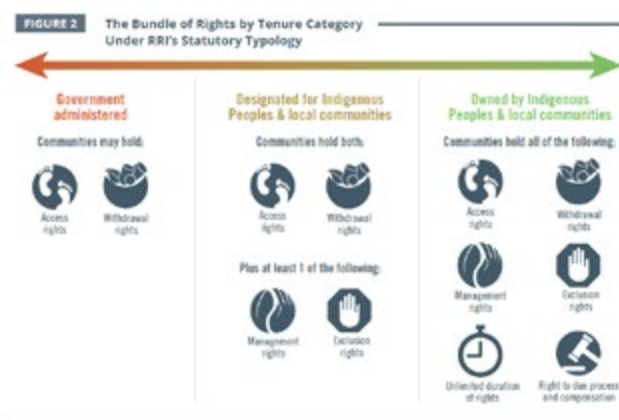 FIGURE 2
The Bundle of Rights by Tenure Category
Under RRI's Statutory Typology
Government
administered
Communities may hold:
Access
rights
Withdrawal
rights
Designated for Indigenous
Peoples & local communities
Communities hold both:
Access
rights
Withdrawal
rights
Plus at least 1 of the following:
Management
rights
Exclusion
rights
Owned by Indigenous
Peoples & local communities
Communities hold all of the following:
Access
rights
Withdrawal
rights
Management
rights
Exclusion
rights
Unlimited duration
of rights
Right to due process
and compensation